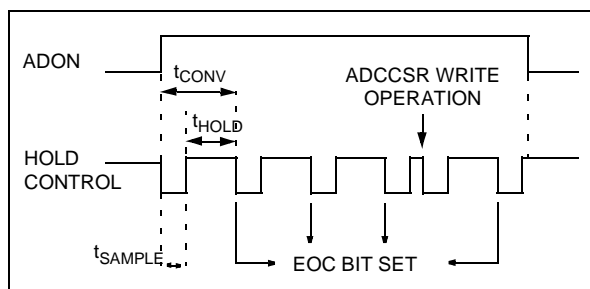 ADON
tCONV
ADCCSR WRITE
OPERATION
tHOLD
HOLD
CONTROL
tSAMPLE
EOC BIT SET